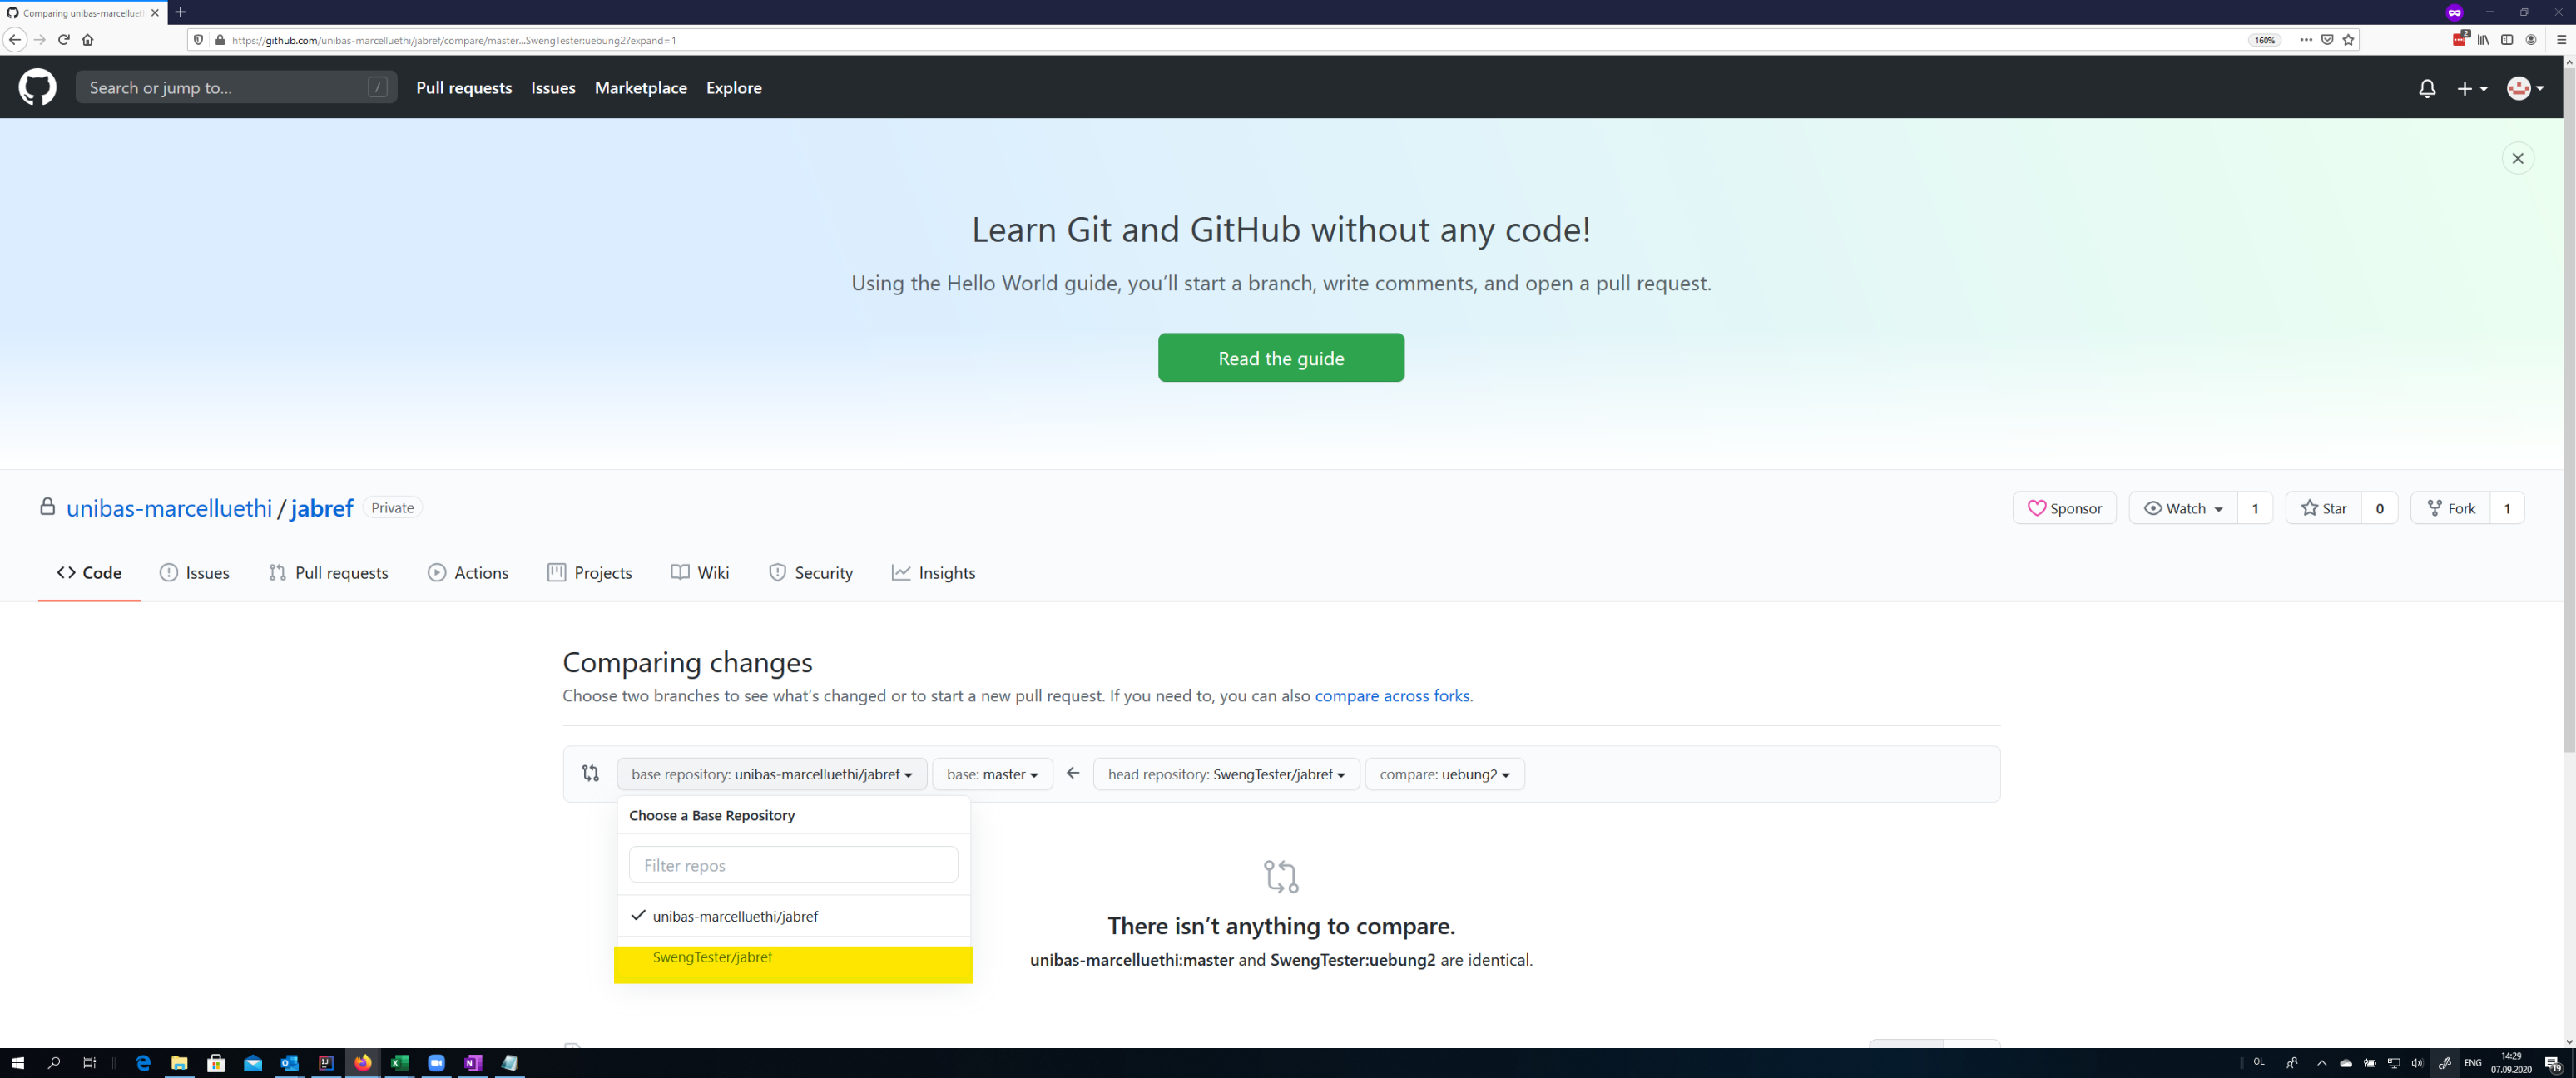 Comparing unibas-marcelluet
https://github.com/unibas-marcelluethi/jabref/compare/master...SwengTester:uebung2?expand=1
160%
2
Search or jump to...
/
Pull requests Issues Marketplace Explore
Learn Git and GitHub without any code!
Using the Hello World guide, you’ll start a branch, write comments, and open a pull request.
Read the guide
unibas-marcelluethi / jabref Private
Sponsor Watch 1 Star 0 Fork 1
Code Issues Pull requests Actions Projects Wiki Security Insights
Comparing changes
Choose two branches to see what’s changed or to start a new pull request. If you need to, you can also compare across forks.
base repository: unibas-marcelluethi/jabref base: master head repository: SwengTester/jabref compare: uebung2
Choose a Base Repository
Filter repos
unibas-marcelluethi/jabref
SwengTester/jabref
There isn’t anything to compare.
unibas-marcelluethi:master and SwengTester:uebung2 are identical.
OL
ENG
14:29
07.09.2020
19